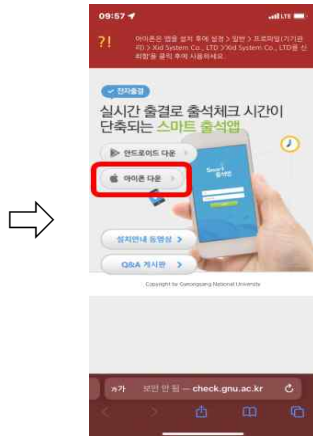 09:57
LTE
?!
아이폰은 앱을 설치 후에 설정 > 일반 > 프로파일(기기관
리) > Xid System Co., LTD >Xid System Co., LTD를 신
뢰함'을 클릭 후에 사용하세요.
전자출결
실시간 출결로 출석체크 시간이
단축되는 스마트 출석앱
안드로이드 다운 >
아이폰 다운 >
Smart
출석인
설치안내 동영상 >
Q&A 게시판 >
Copyright by Gyeongsang National University
가가
보안 안 됨 — check.gnu.ac.kr